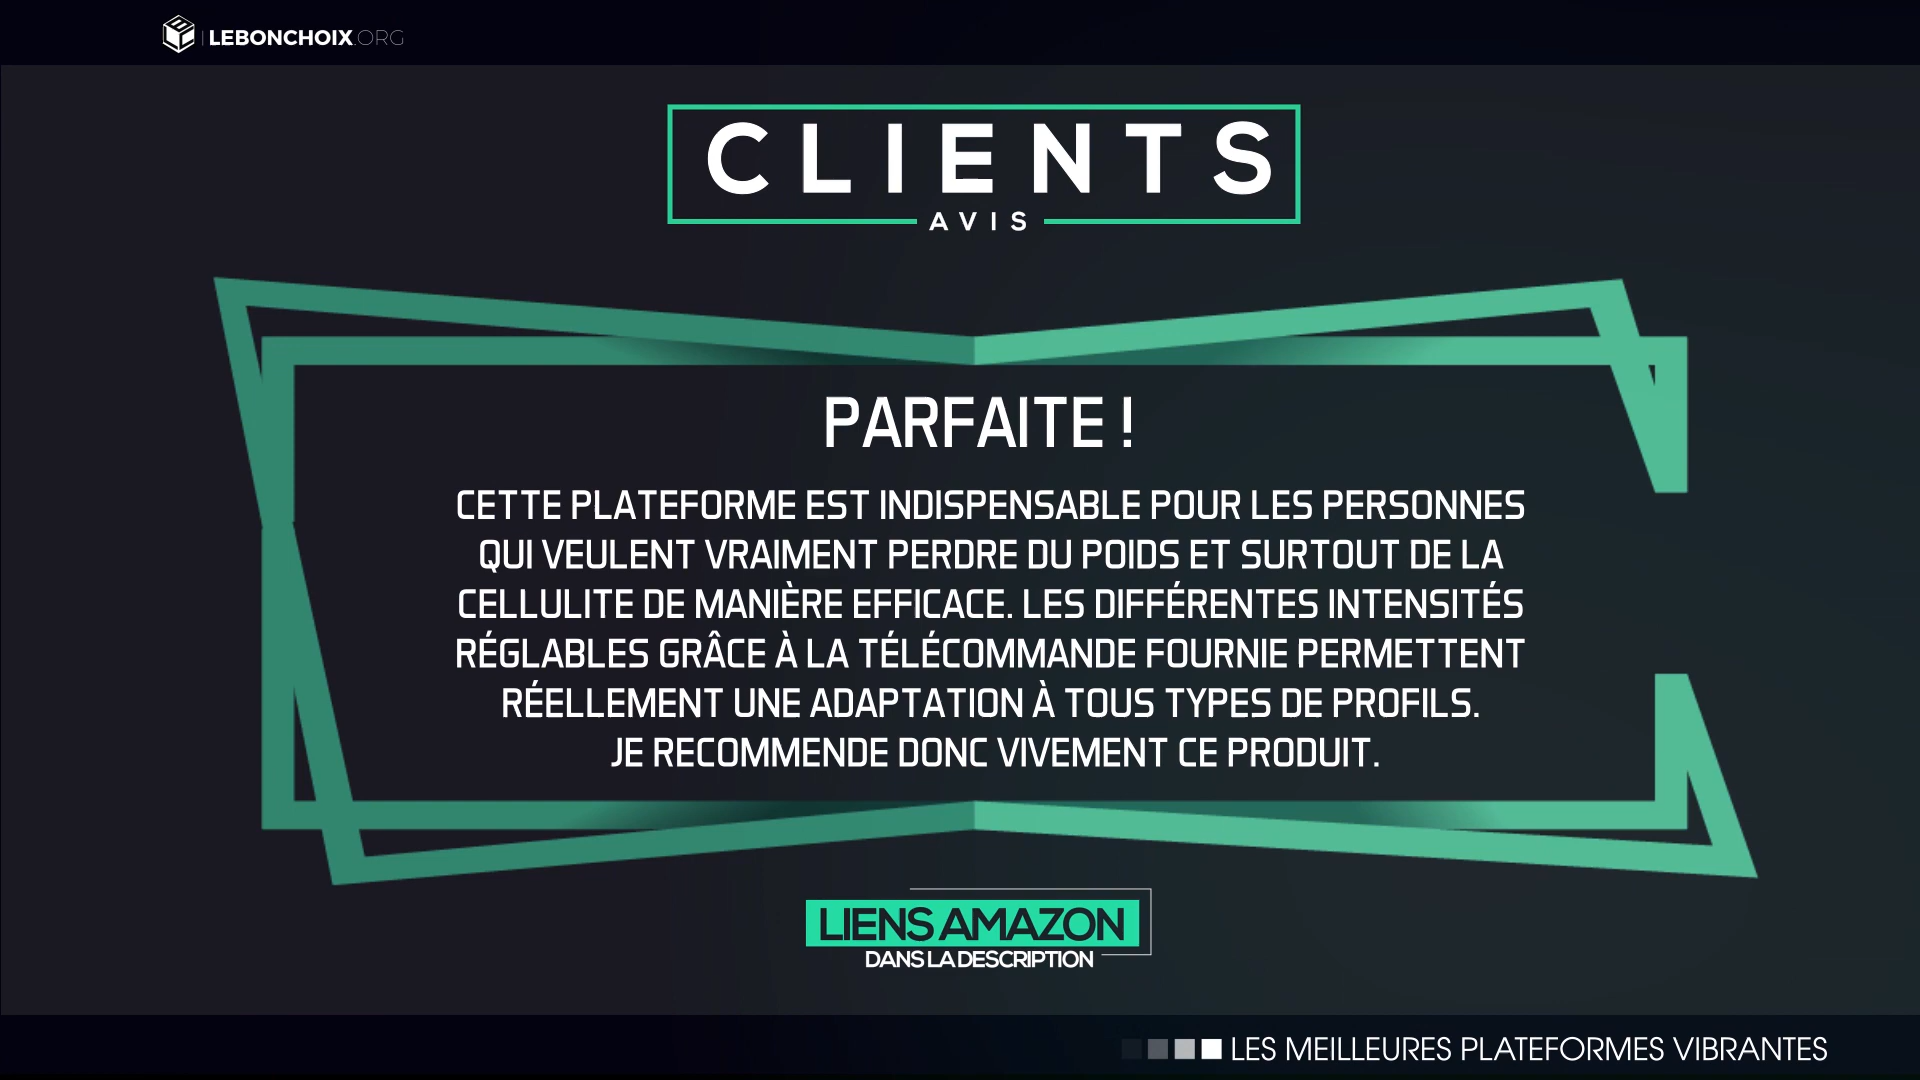 LEBONCHOIX.ORG
CLIENTS
AVIS
PARFAITE !
CETTE PLATEFORME EST INDISPENSABLE POUR LES PERSONNES
QUI VEULENT VRAIMENT PERDRE DU POIDS ET SURTOUT DE LA
CELLULITE DE MANIÈRE EFFICACE. LES DIFFÉRENTES INTENSITÉS
RÉGLABLES GRÂCE À LA TÉLÉCOMMANDE FOURNIE PERMETTENT
RÉELLEMENT UNE ADAPTATION À TOUS TYPES DE PROFILS.
JE RECOMMENDE DONC VIVEMENT CE PRODUIT.
LIENS AMAZON
DANS LA DESCRIPTION
LES MEILLEURES PLATEFORMES VIBRANTES